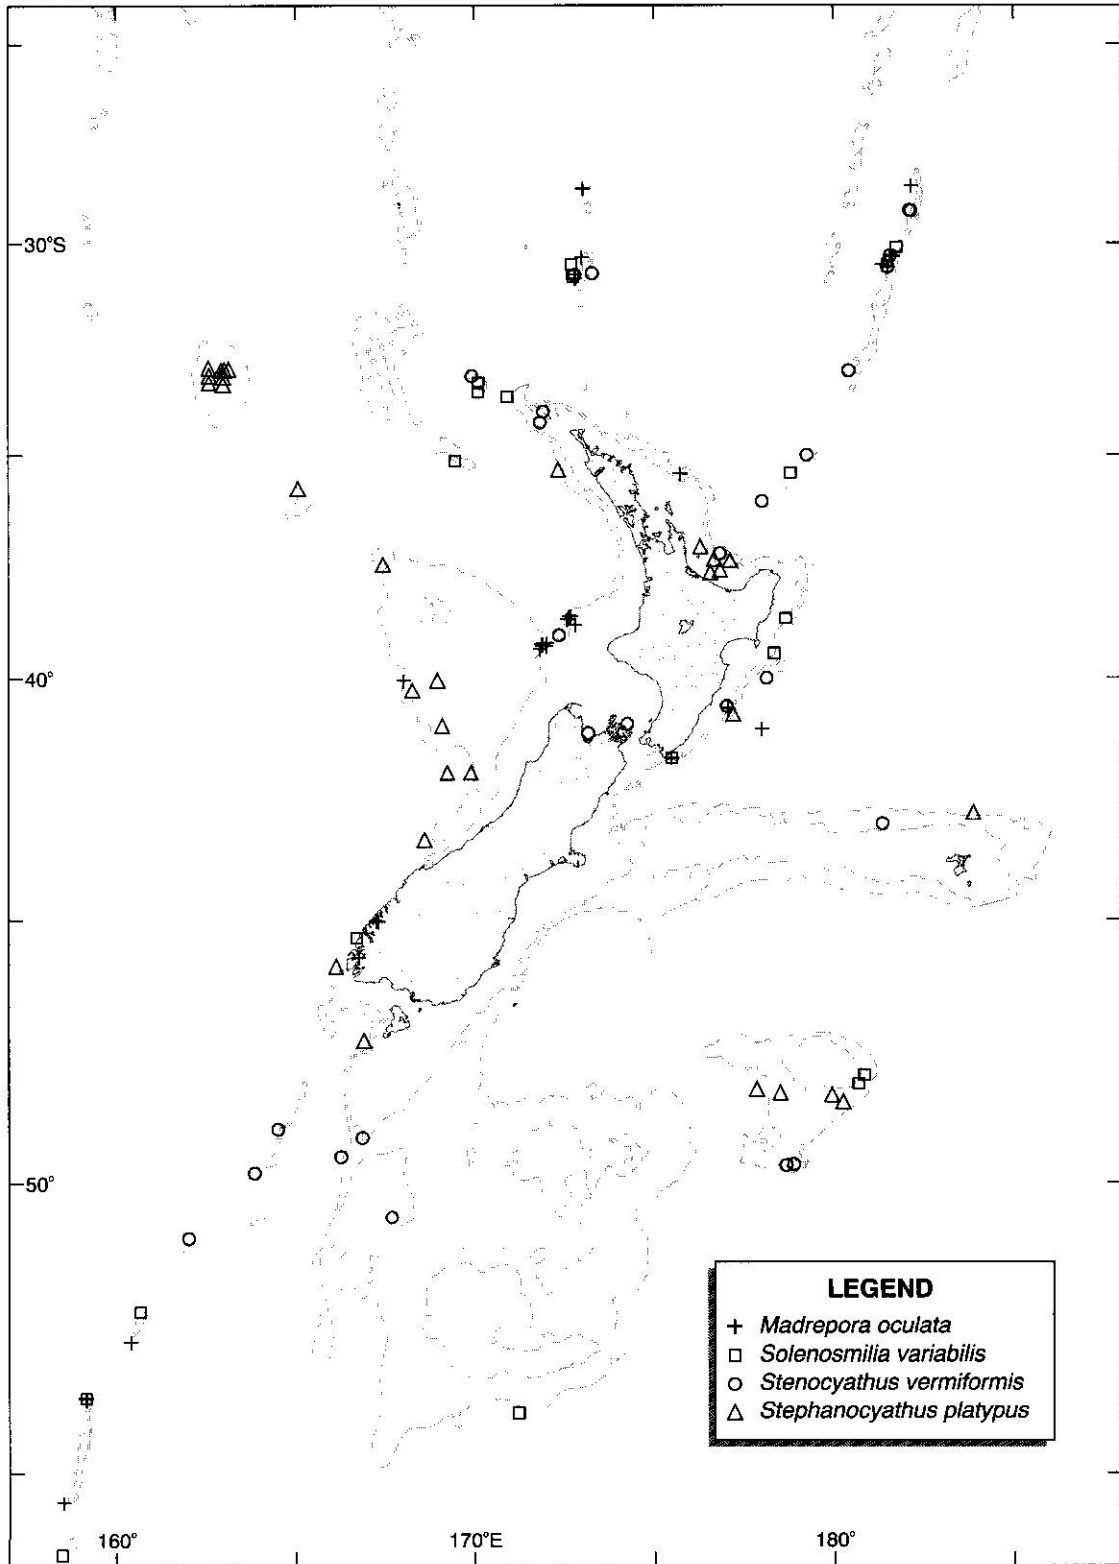 30°S
40°
50°
160°
170°E
180°
LEGEND
+ Madrepora oculata
□ Solenosmilia variabilis
○ Stenocyathus vermiformis
△ Stephanocyathus platypus